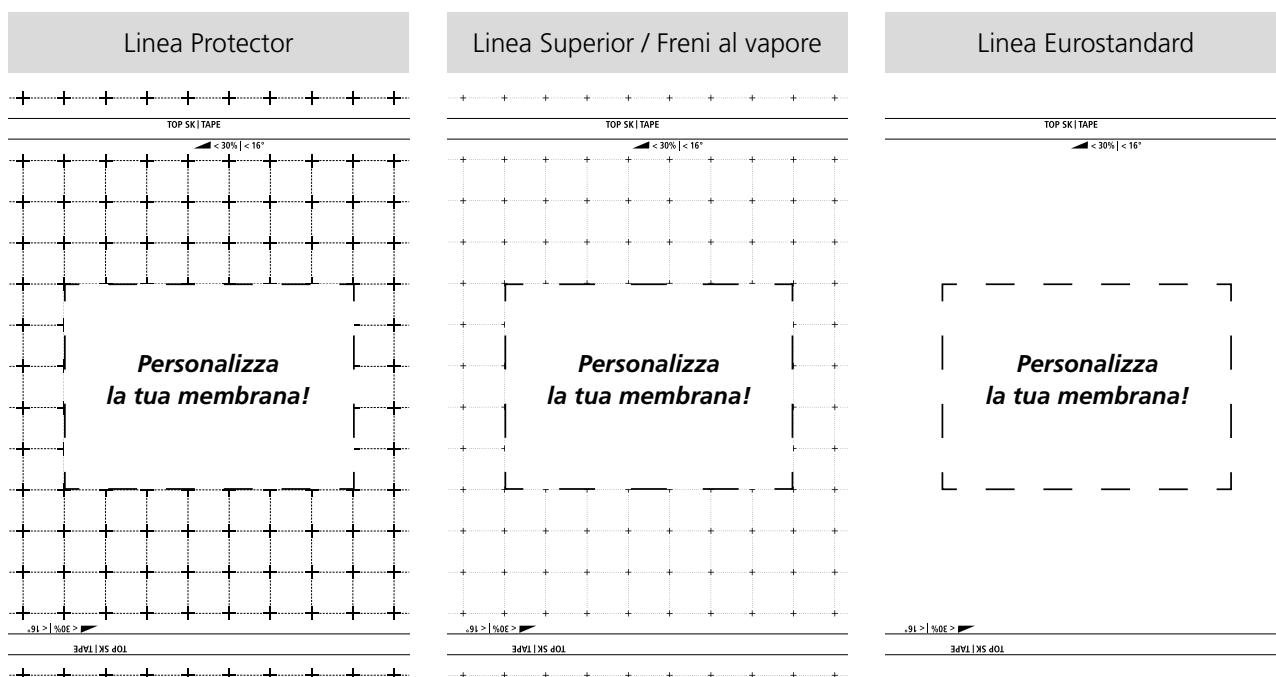 Linea Protector
Linea Superior / Freni al vapore
Linea Eurostandard
TOP SK | TAPE
TOP SK | TAPE
TOP SK | TAPE
< 30% | < 16°
< 30% | < 16°
< 30% | < 16°
Personalizza
la tua membrana!
Personalizza
la tua membrana!
Personalizza
la tua membrana!
< 30% | < 16°
< 30% | < 16°
< 30% | < 16°
TOP SK | TAPE
TOP SK | TAPE
TOP SK | TAPE